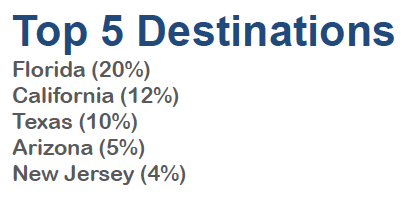 Top 5 Destinations
Florida (20%)
California (12%)
Texas (10%)
Arizona (5%)
New Jersey (4%)